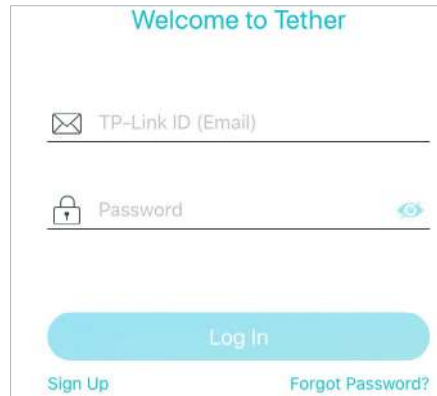 Welcome to Tether
TP-Link ID (Email)
Password
Log In
Sign Up Forgot Password?